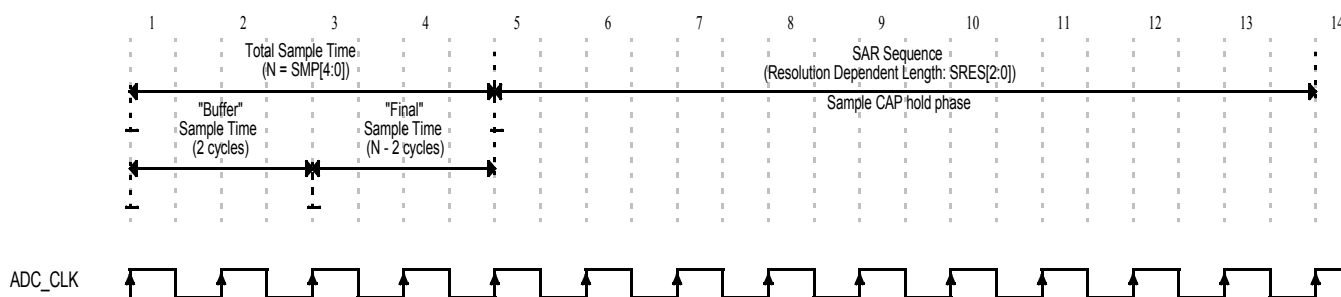 1 2 3 4 5 6 7 8 9 10 11 12 13 14
Total Sample Time
(N = SMP[4:0])
SAR Sequence
(Resolution Dependent Length: SRES[2:0])
Sample CAP hold phase
"Buffer"
Sample Time
(2 cycles)
"Final"
Sample Time
(N - 2 cycles)
ADC_CLK